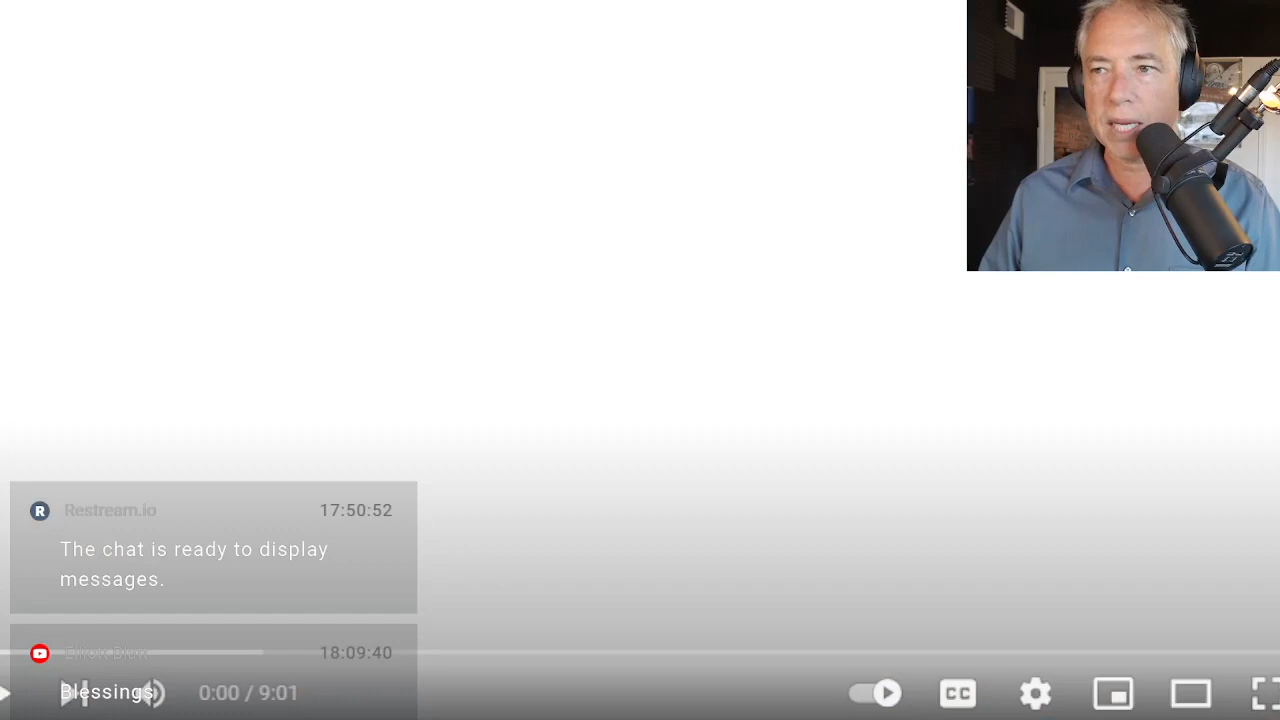 R Restream.io 17:50:52
The chat is ready to display
messages.
18:09:40
Blessings
0:00 / 9:01
CC